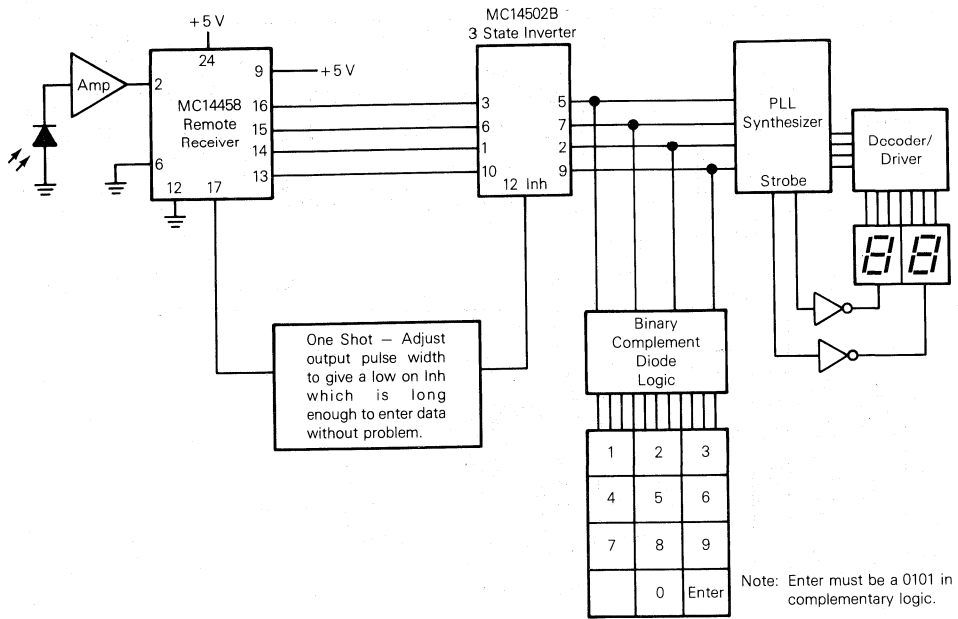 MC14502B
3 State Inverter
+5 V
24
2
9
+5 V
Amp
MC14458
Remote
Receiver
16
15
14
13
6
12
17
3
6
1
10
5
7
2
9
12 Inh
PLL
Synthesizer
Strobe
Decoder/
Driver
8 8
One Shot — Adjust
output pulse width
to give a low on Inh
which is long
enough to enter data
without problem.
Binary
Complement
Diode
Logic
1 2 3
4 5 6
7 8 9
0 Enter
Note: Enter must be a 0101 in
complementary logic.